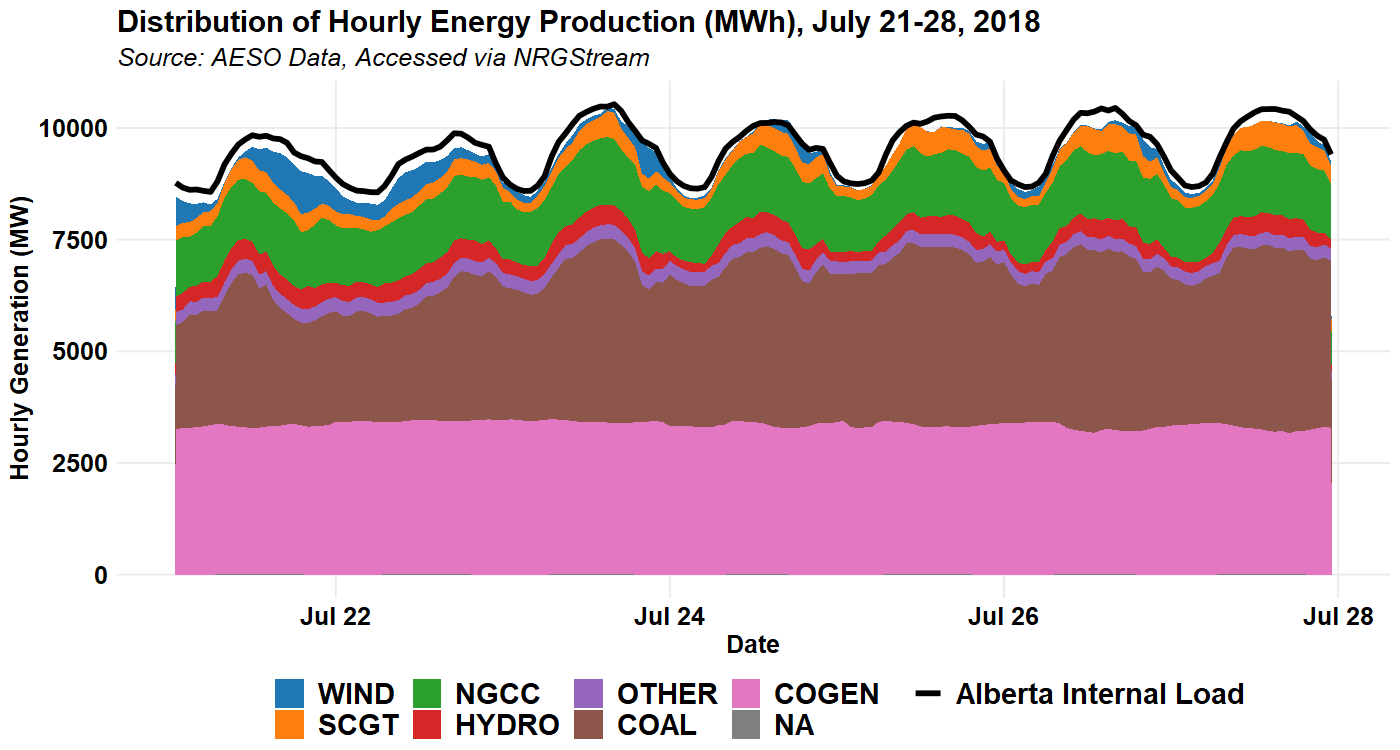 Distribution of Hourly Energy Production (MWh), July 21-28, 2018
Source: AESO Data, Accessed via NRGStream
Hourly Generation (MW)
10000
7500
5000
2500
0
Jul 22 Jul 24 Jul 26 Jul 28
Date
WIND NGCC OTHER COGEN Alberta Internal Load
SCGT HYDRO COAL NA